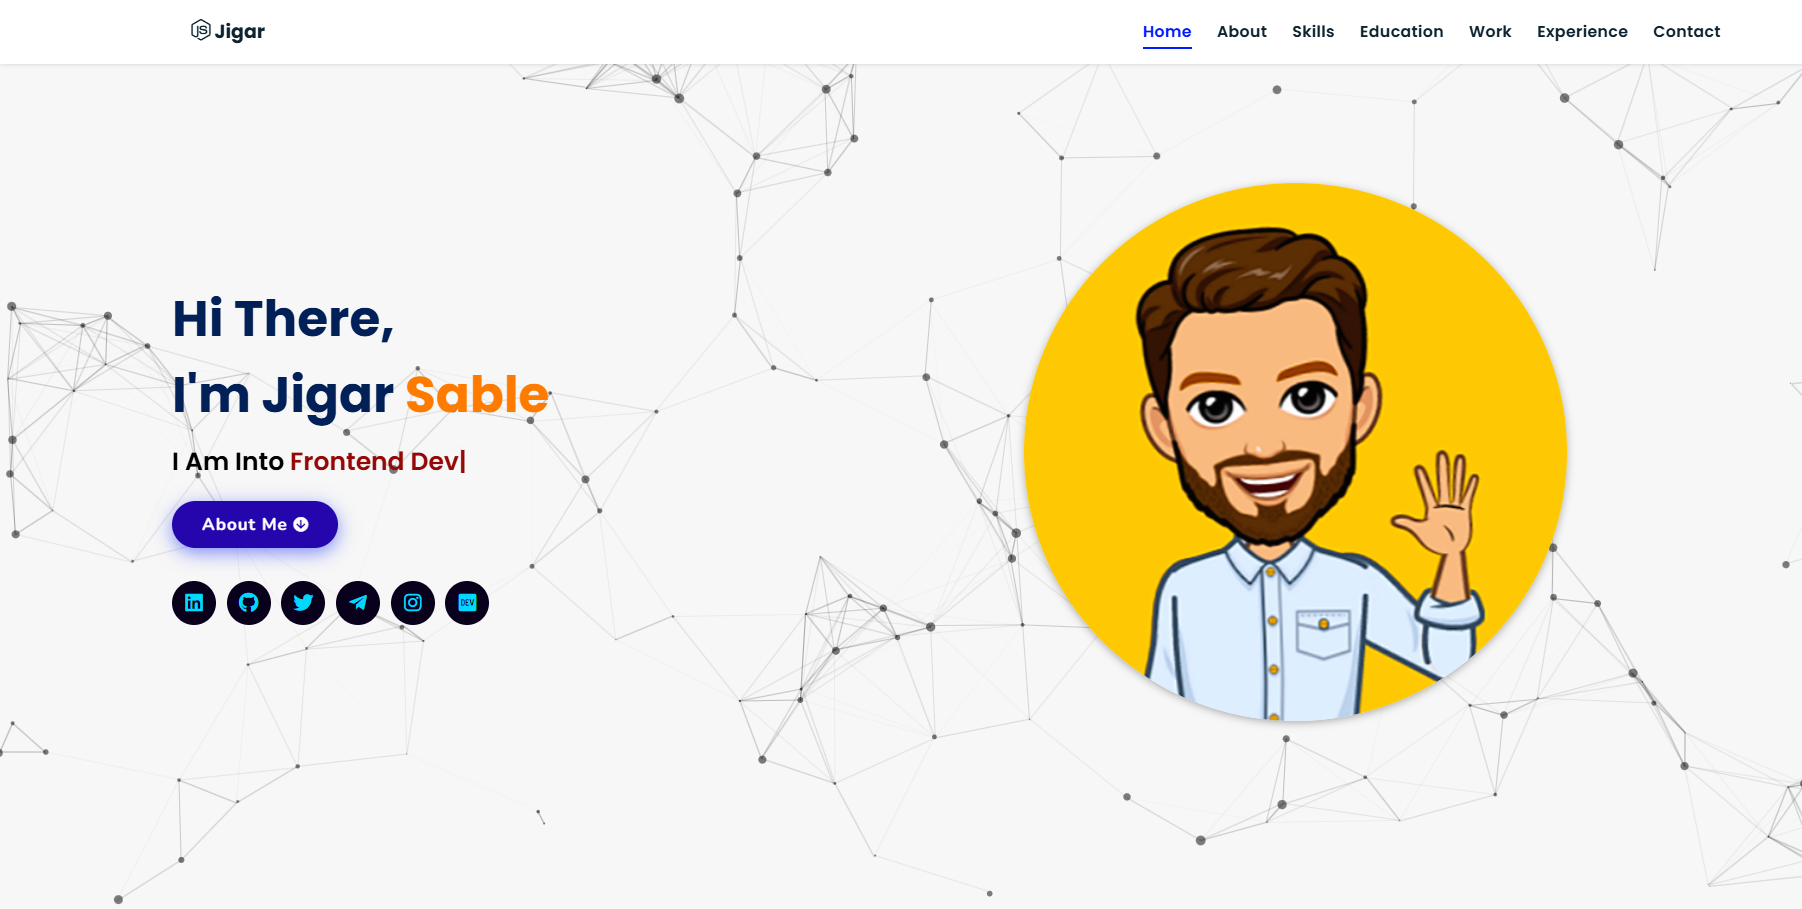 Jigar
Home About Skills Education Work Experience Contact
Hi There,
I'm Jigar Sable
I Am Into Frontend Dev|
About Me
DEV